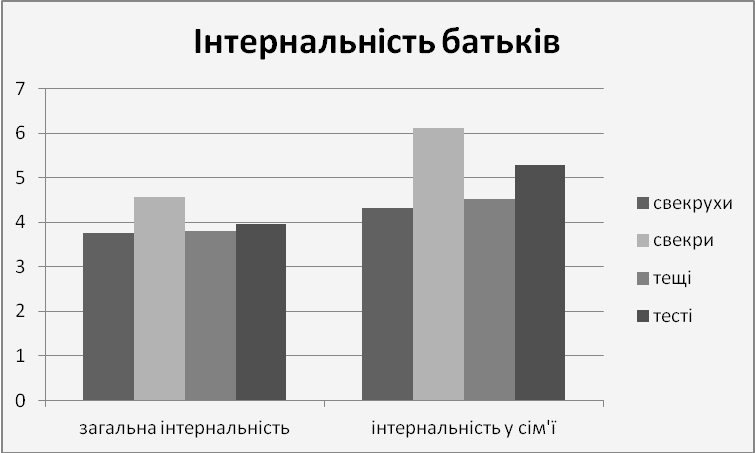 Інтернальність батьків
7
6
5
4
3
2
1
0
загальна інтернальність
інтернальність у сім'ї
свекрухи
свекри
тещі
тесті